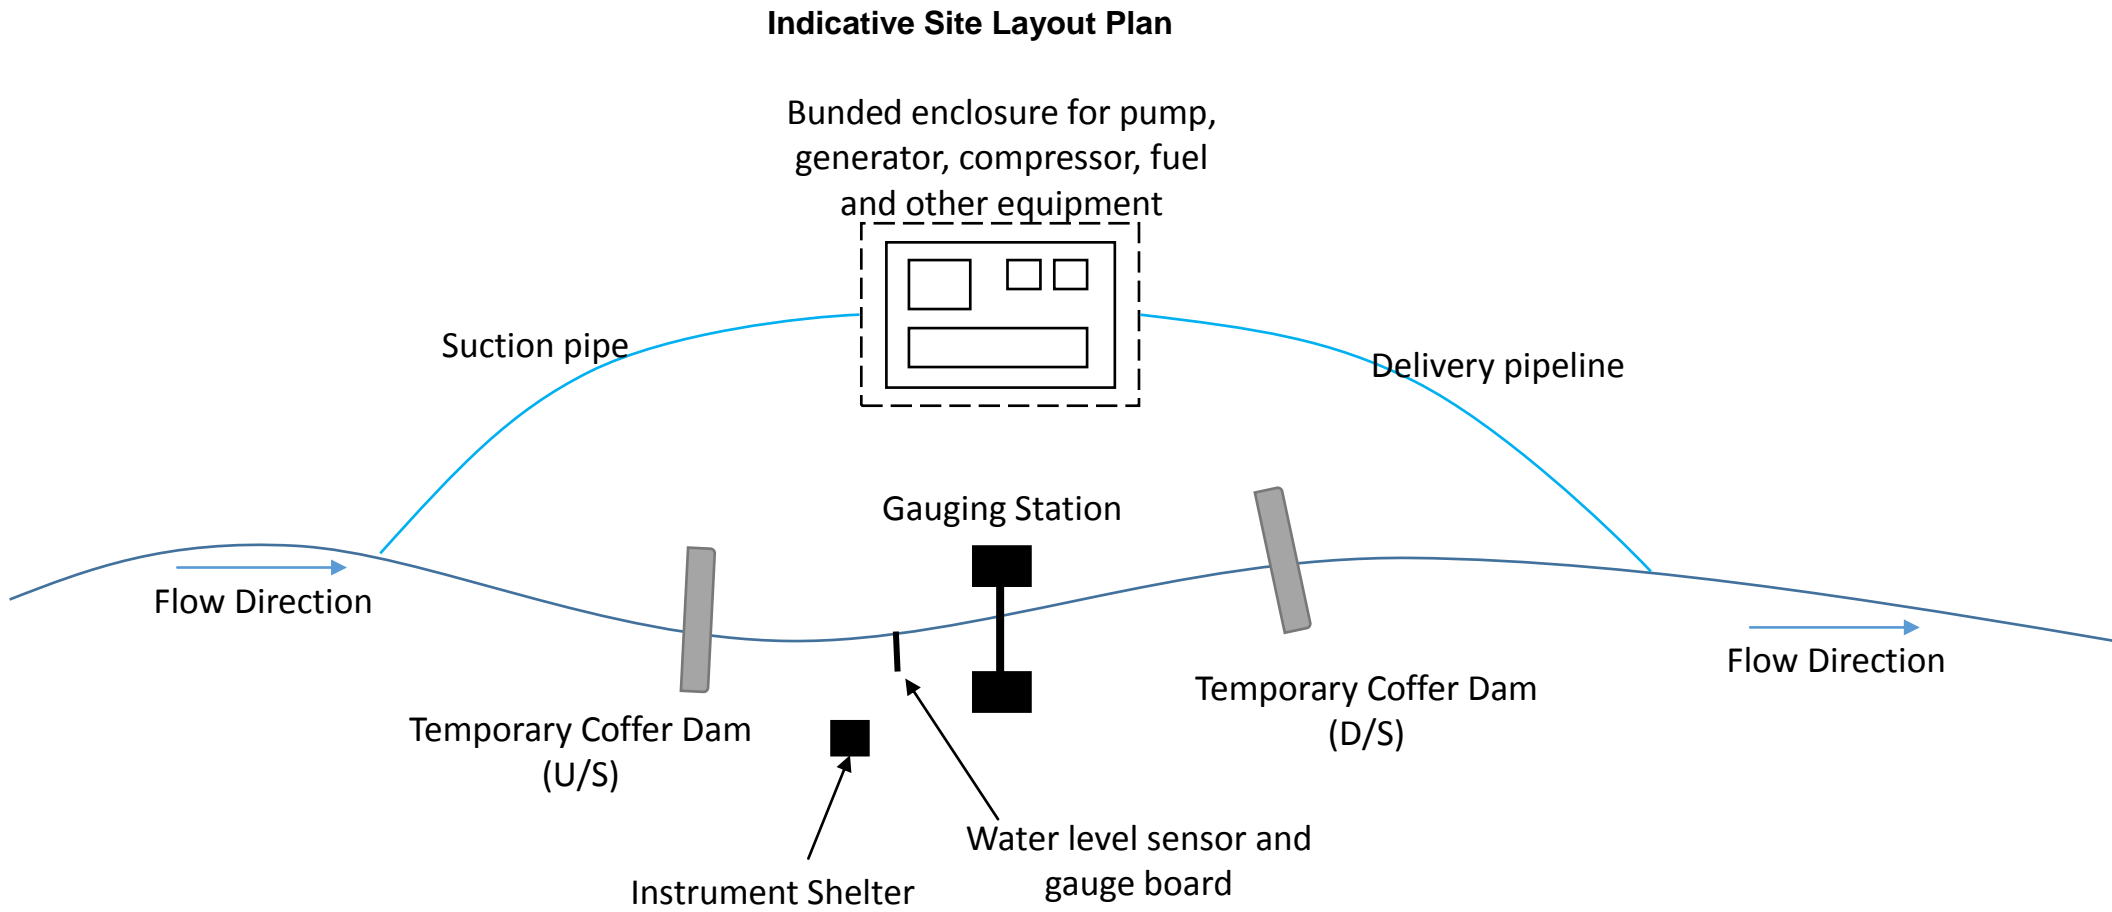 Indicative Site Layout Plan
Bunded enclosure for pump,
generator, compressor, fuel
and other equipment
Suction pipe
Delivery pipeline
Gauging Station
Flow Direction
Flow Direction
Temporary Coffer Dam
(U/S)
Temporary Coffer Dam
(D/S)
Water level sensor and
gauge board
Instrument Shelter